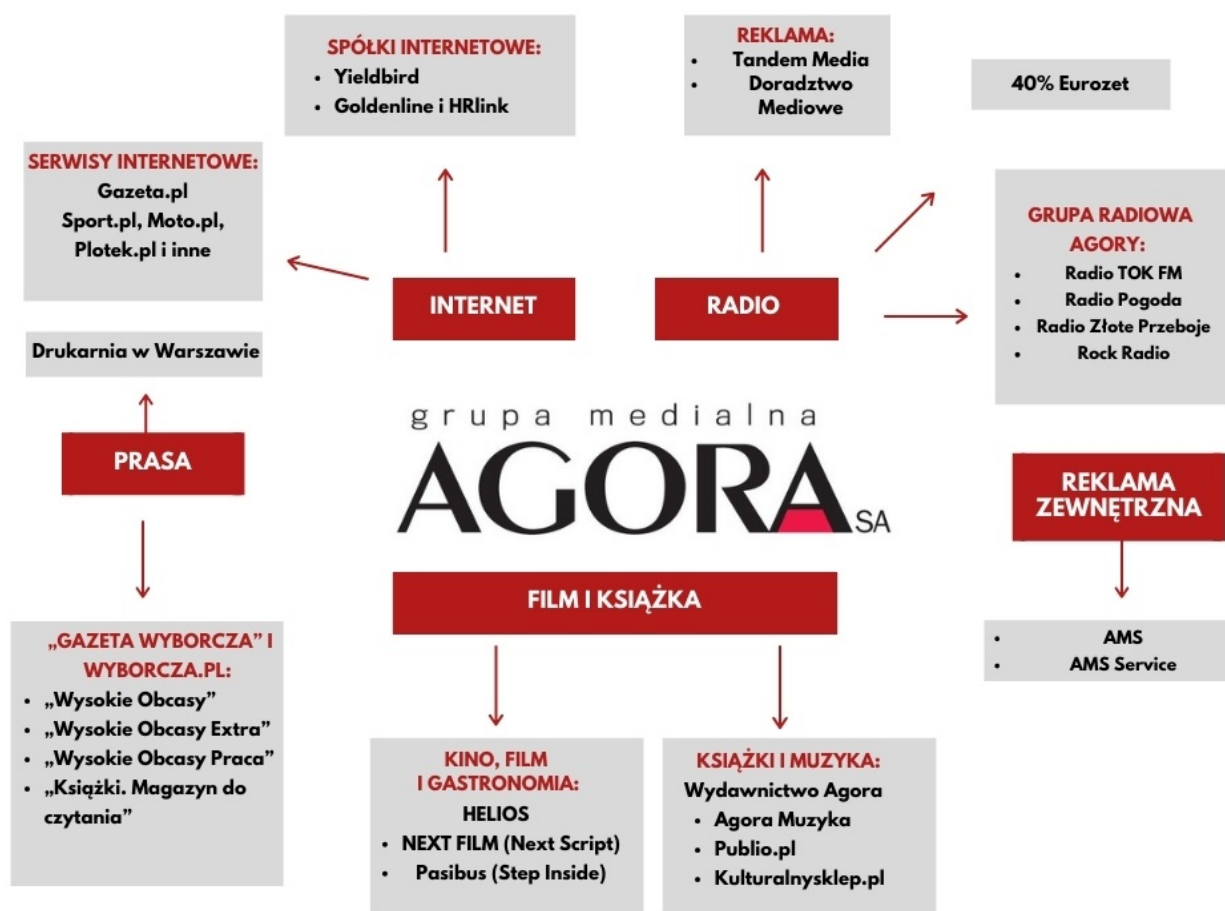 SPÓŁKI INTERNETOWE:
• Yieldbird
• Goldenline i HRlink
REKLAMA:
• Tandem Media
• Doradztwo
Mediowe
40% Eurozet
SERWISY INTERNETOWE:
Gazeta.pl
Sport.pl, Moto.pl,
Plotek.pl i inne
GRUPA RADIOWA
AGORY:
• Radio TOK FM
• Radio Pogoda
• Radio Złote Przeboje
• Rock Radio
INTERNET
RADIO
Drukarnia w Warszawie
PRASA
grupa medialna
AGORA SA
REKLAMA
ZEWNĘTRZNA
FILM I KSIĄŻKA
„GAZETA WYBORCZA” I
WYBORCZA.PL:
• „Wysokie Obcasy”
• „Wysokie Obcasy Extra”
• „Wysokie Obcasy Praca”
• „Książki. Magazyn do
czytania”
• AMS
• AMS Service
KINO, FILM
I GASTRONOMIA:
HELIOS
• NEXT FILM (Next Script)
• Pasibus (Step Inside)
KSIĄŻKI I MUZYKA:
Wydawnictwo Agora
• Agora Muzyka
• Publio.pl
• Kulturalnysklep.pl